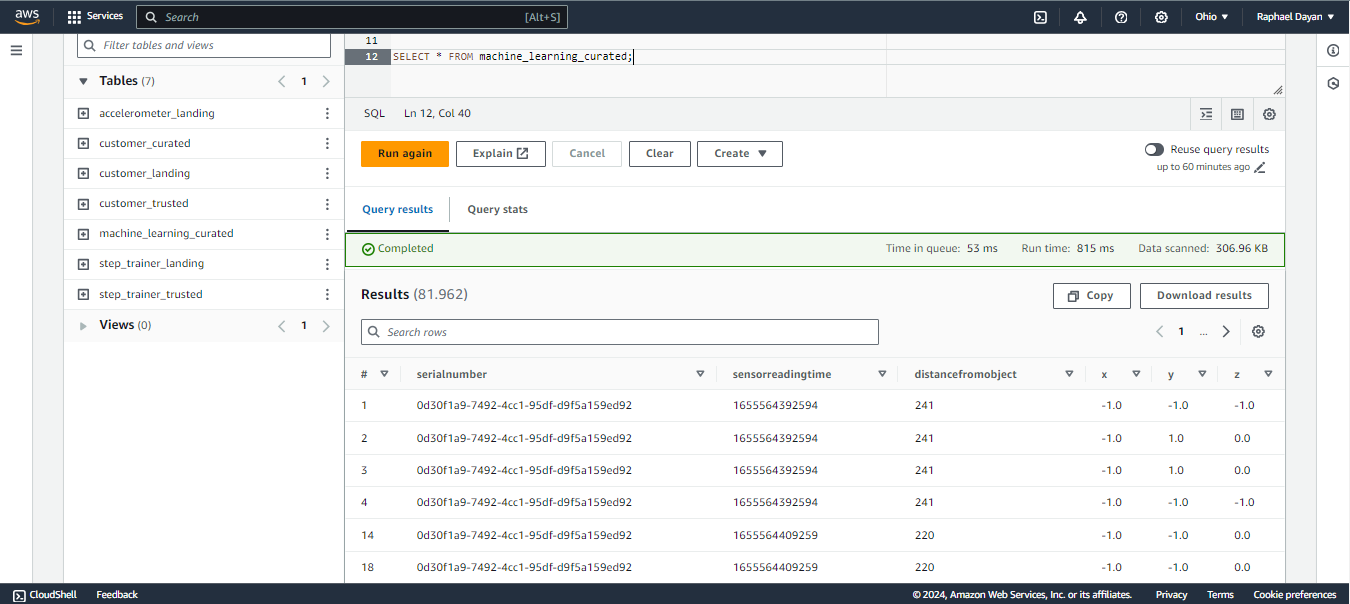 aws Services Search [Alt+S] Ohio Raphael Dayan
Filter tables and views
Tables (7) 1
accelerometer_landing
customer_curated
customer_landing
customer_trusted
machine_learning_curated
step_trainer_landing
step_trainer_trusted
Views (0) 1
11
12 SELECT * FROM machine_learning_curated;
SQL Ln 12, Col 40
Run again Explain Cancel Clear Create
Reuse query results
up to 60 minutes ago
Query results Query stats
Completed Time in queue: 53 ms Run time: 815 ms Data scanned: 306.96 KB
Results (81.962) Copy Download results
Search rows 1 ...
# serialnumber sensorreadingtime distancefromobject x y z
1 0d30f1a9-7492-4cc1-95df-d9f5a159ed92 1655564392594 241 -1.0 -1.0 -1.0
2 0d30f1a9-7492-4cc1-95df-d9f5a159ed92 1655564392594 241 -1.0 1.0 0.0
3 0d30f1a9-7492-4cc1-95df-d9f5a159ed92 1655564392594 241 -1.0 1.0 0.0
4 0d30f1a9-7492-4cc1-95df-d9f5a159ed92 1655564392594 241 -1.0 -1.0 -1.0
14 0d30f1a9-7492-4cc1-95df-d9f5a159ed92 1655564409259 220 -1.0 -1.0 0.0
18 0d30f1a9-7492-4cc1-95df-d9f5a159ed92 1655564409259 220 -1.0 -1.0 0.0
CloudShell Feedback © 2024, Amazon Web Services, Inc. or its affiliates. Privacy Terms Cookie preferences